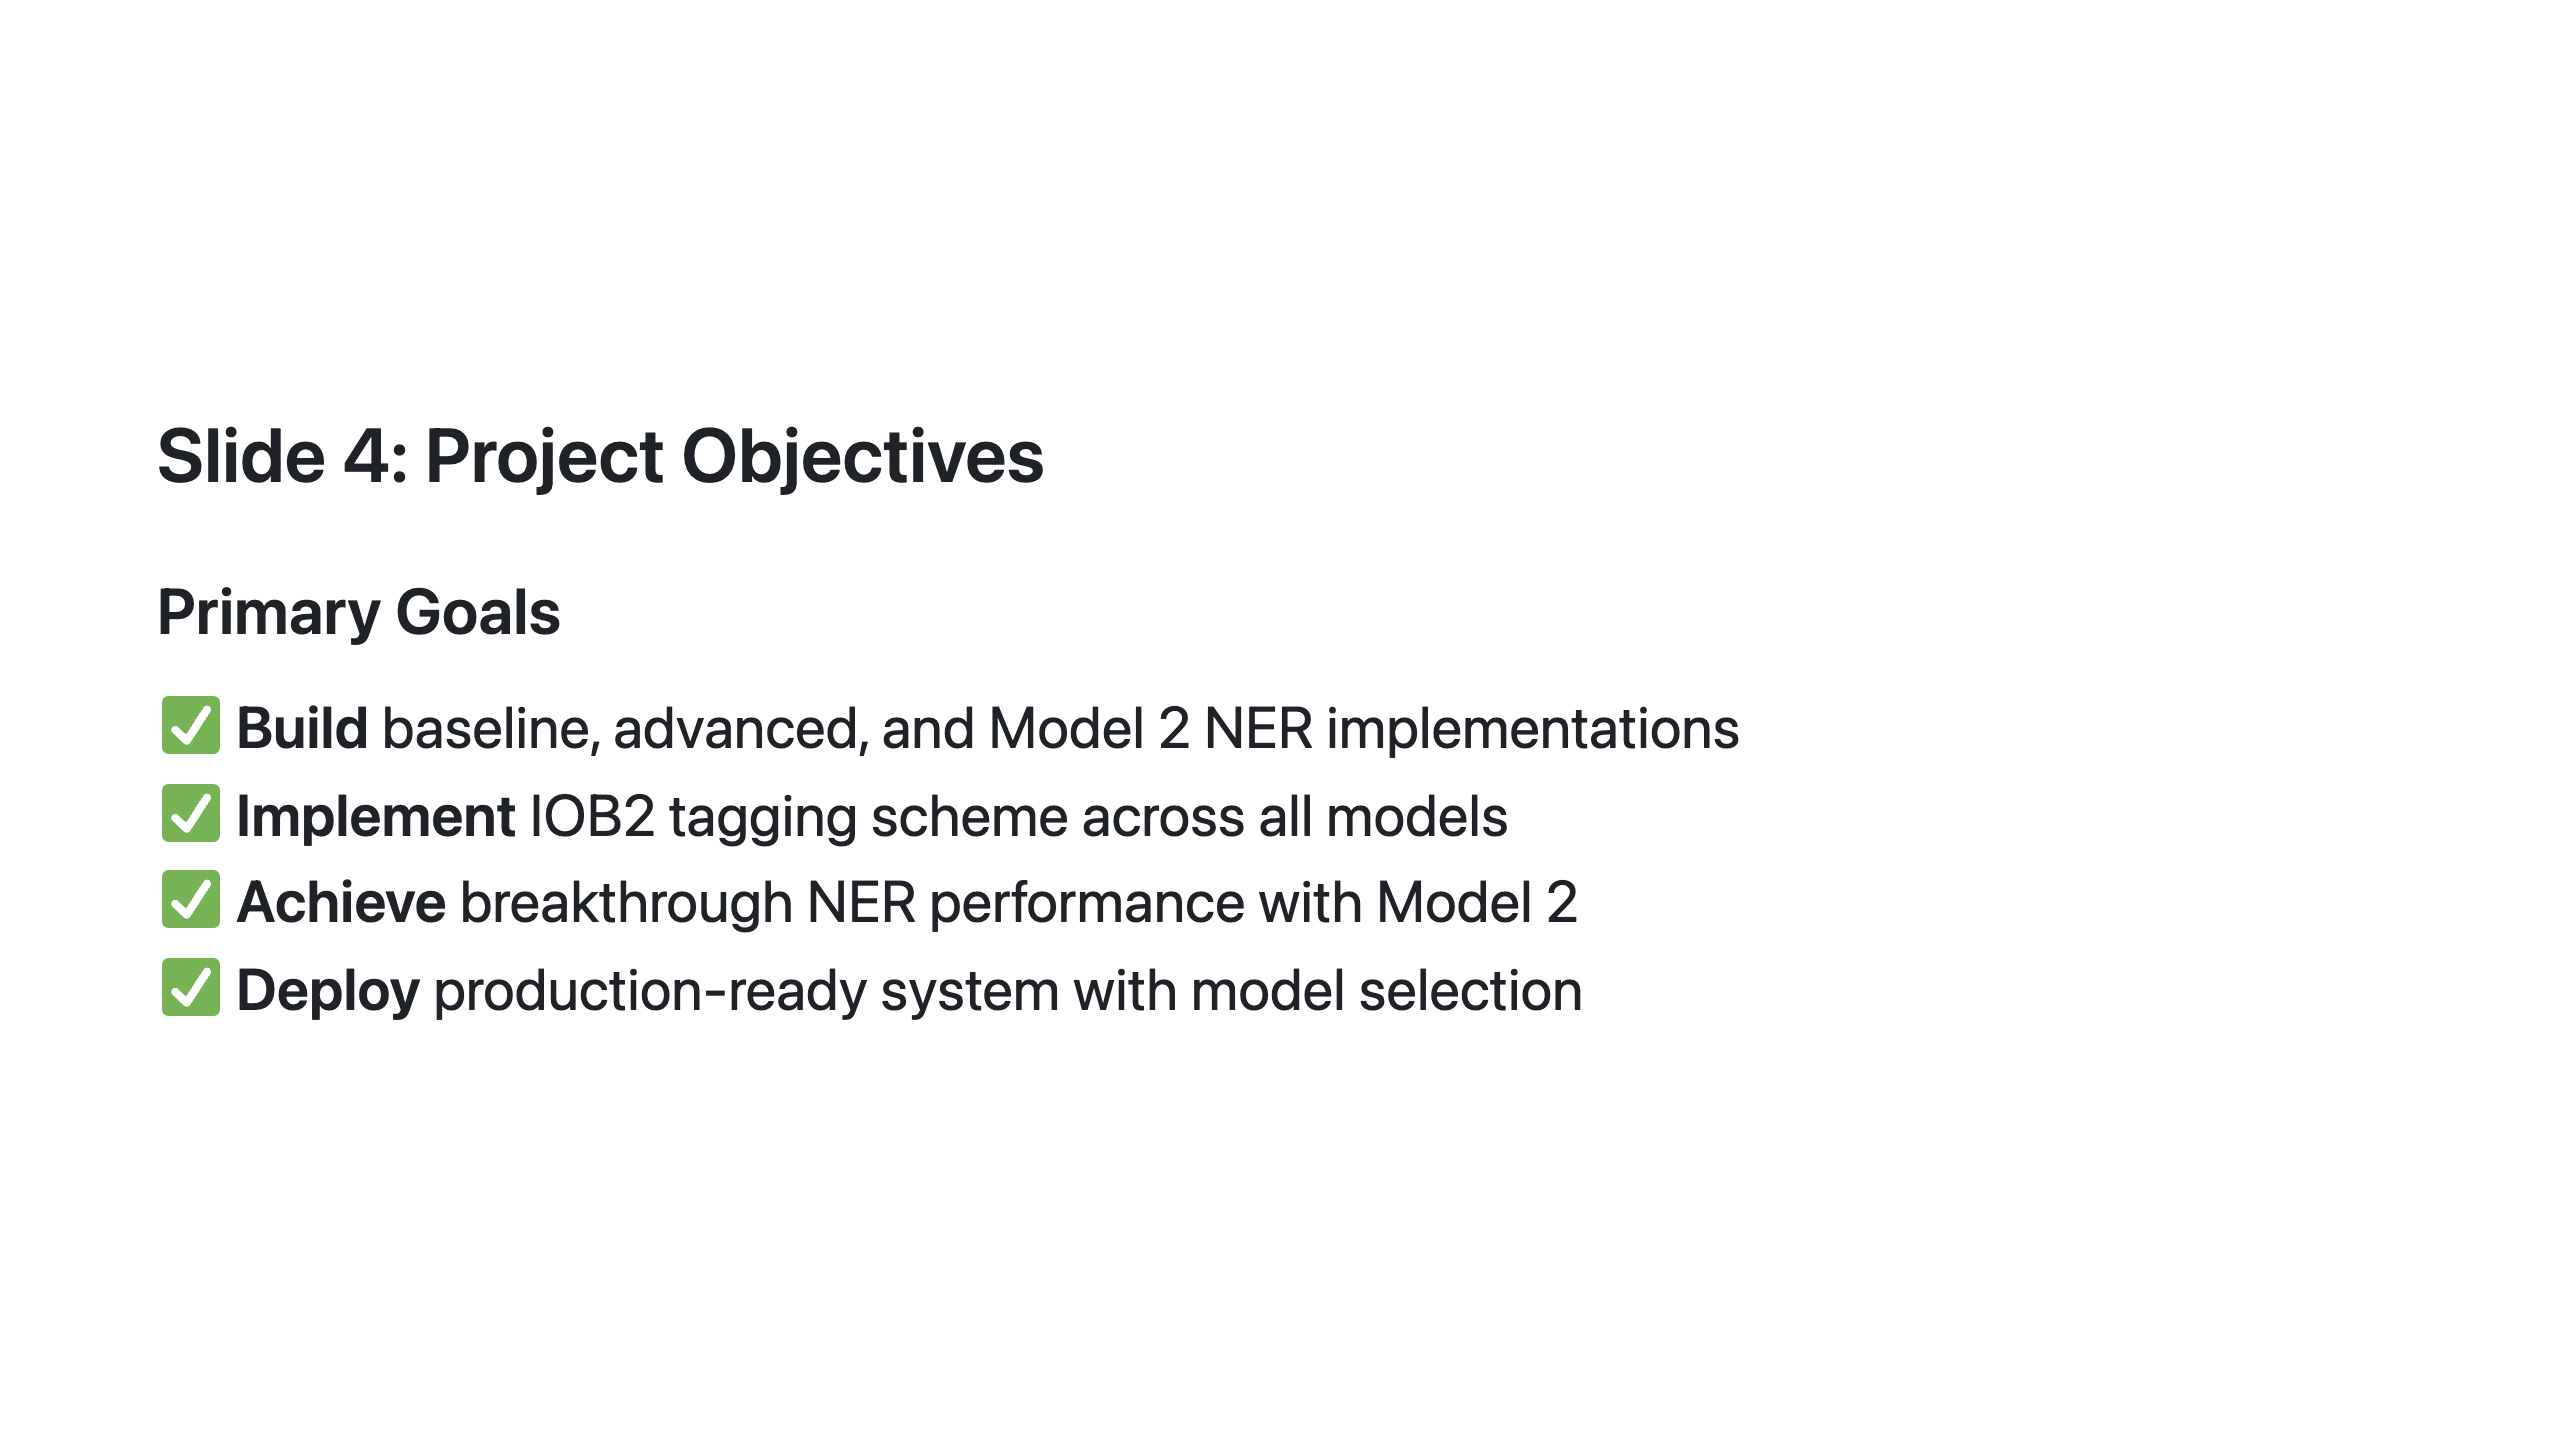 Slide 4: Project Objectives
Primary Goals
✅ Build baseline, advanced, and Model 2 NER implementations
✅ Implement IOB2 tagging scheme across all models
✅ Achieve breakthrough NER performance with Model 2
✅ Deploy production-ready system with model selection